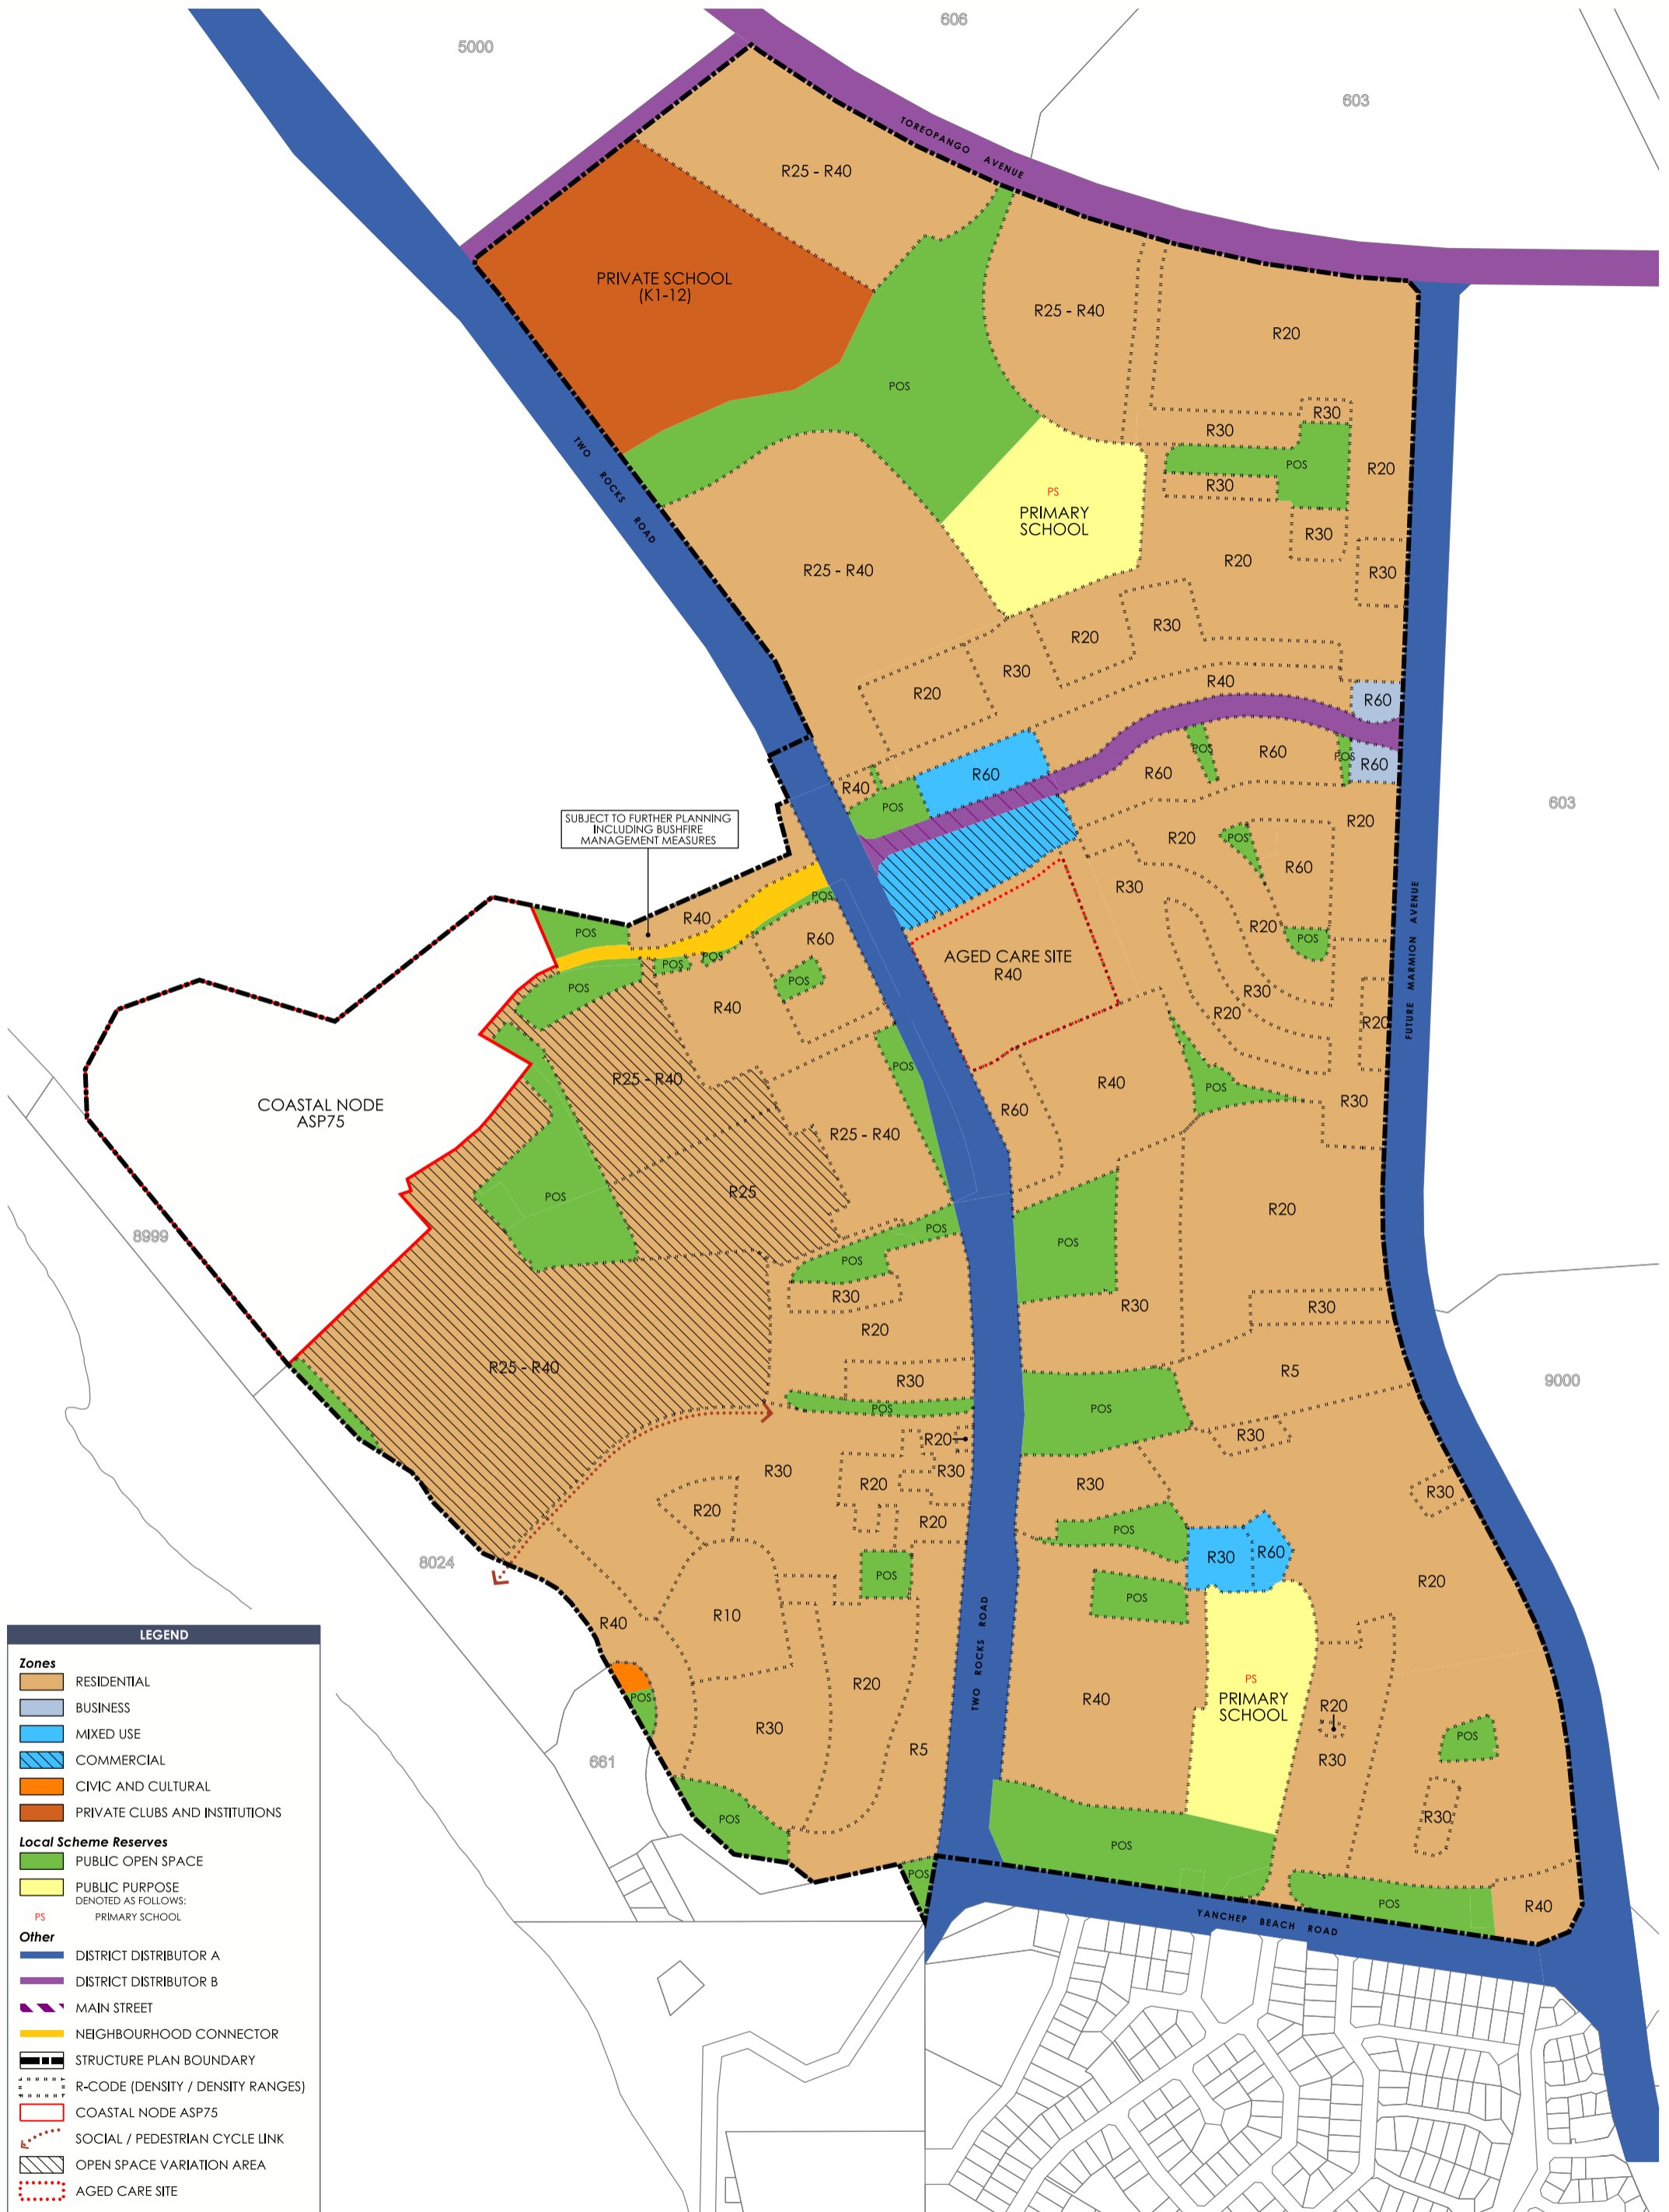 606
5000
603
TOREOPANGO AVENUE
R25 - R40
PRIVATE SCHOOL
(K1-12)
R25 - R40
R20
POS
R30
R30
POS
R20
R30
TWO ROCKS ROAD
PS
PRIMARY
SCHOOL
R30
R20
R25 - R40
R30
R30
R20
R30
R20
R40
R60
R60
R60
POS
POS
R60
R60
R40
POS
603
SUBJECT TO FURTHER PLANNING
INCLUDING BUSHFIRE
MANAGEMENT MEASURES
R20
R20
POS
R60
R30
POS
R40
R20
POS
R60
POS
POS
POS
AGED CARE SITE
R40
POS
POS
R30
R40
R20
R20
FUTURE MARMION AVENUE
POS
R25 - R40
R40
POS
COASTAL NODE
ASP75
R60
R30
R25 - R40
R25
POS
R20
POS
8999
POS
POS
R30
R30
R30
R20
R25 - R40
R5
R30
9000
POS
POS
R30
R20
R30
R30
R20
R30
R30
R20
R20
POS
R30
R60
8024
POS
R20
POS
R10
R40
TWO ROCKS ROAD
PS
PRIMARY
SCHOOL
R20
R40
POS
R20
R30
R5
POS
R30
661
R30
POS
POS
POS
POS
R40
YANCHEP BEACH ROAD
LEGEND
Zones
RESIDENTIAL
BUSINESS
MIXED USE
COMMERCIAL
CIVIC AND CULTURAL
PRIVATE CLUBS AND INSTITUTIONS
Local Scheme Reserves
PUBLIC OPEN SPACE
PUBLIC PURPOSE
DENOTED AS FOLLOWS:
PS PRIMARY SCHOOL
Other
DISTRICT DISTRIBUTOR A
DISTRICT DISTRIBUTOR B
MAIN STREET
NEIGHBOURHOOD CONNECTOR
STRUCTURE PLAN BOUNDARY
R-CODE (DENSITY / DENSITY RANGES)
COASTAL NODE ASP75
SOCIAL / PEDESTRIAN CYCLE LINK
OPEN SPACE VARIATION AREA
AGED CARE SITE